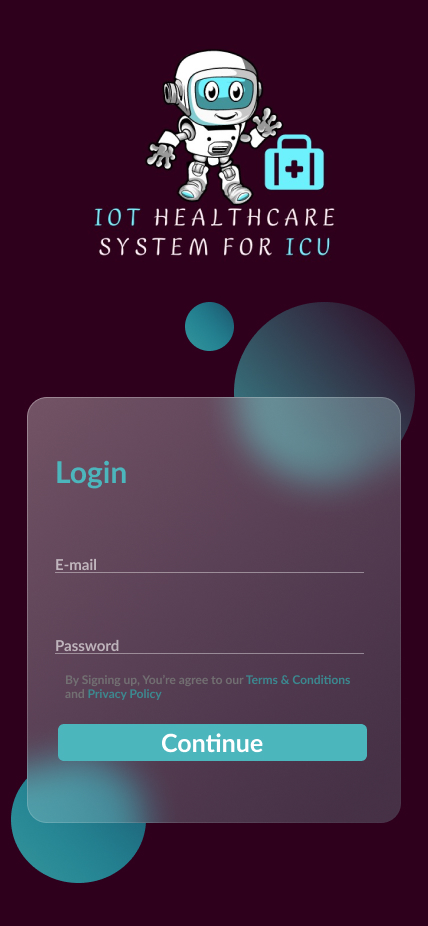 IOT HEALTHCARE
SYSTEM FOR ICU
Login
E-mail
Password
By Signing up, You're agree to our Terms & Conditions
and Privacy Policy
Continue